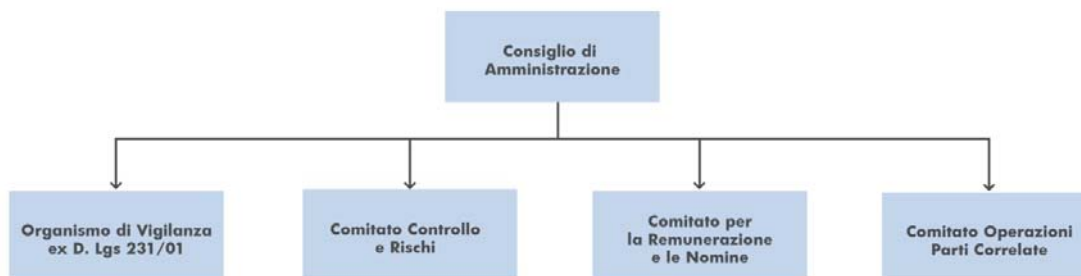 Consiglio di
Amministrazione
Organismo di Vigilanza
ex D. Lgs 231/01
Comitato Controllo
e Rischi
Comitato per
la Remunerazione
e le Nomine
Comitato Operazioni
Parti Correlate